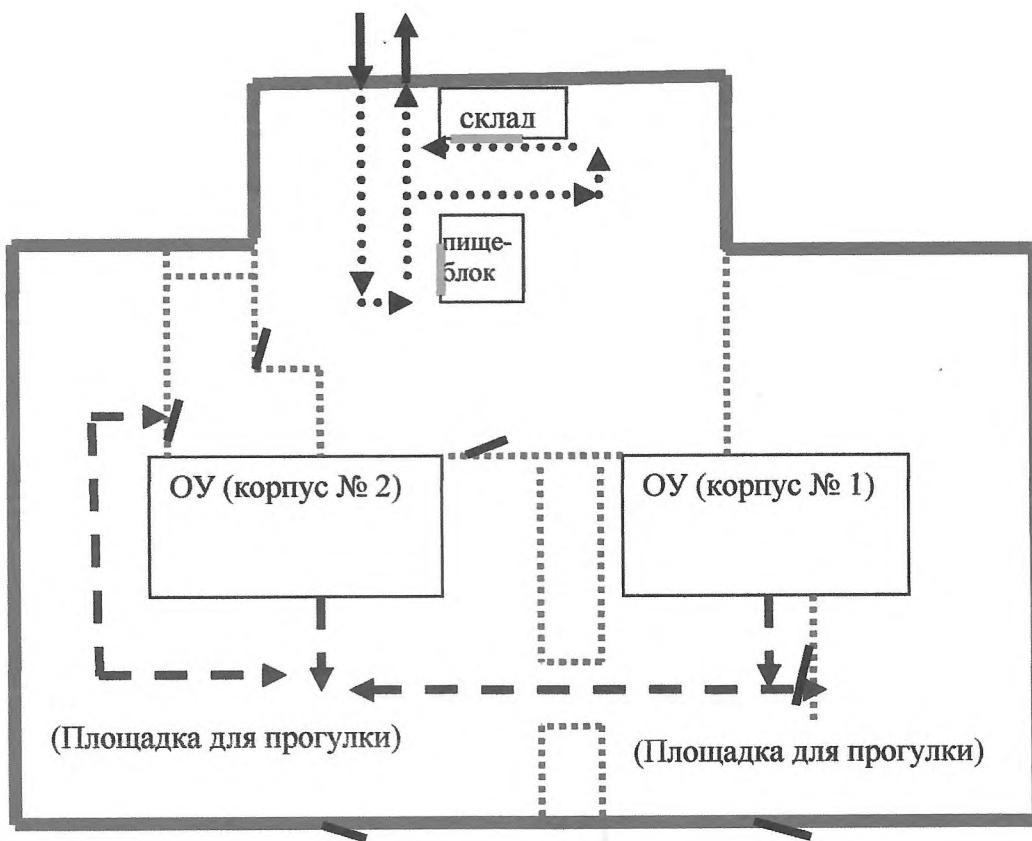 склад
пище-
блок
ОУ (корпус № 2)
ОУ (корпус № 1)
(Площадка для прогулки)
(Площадка для прогулки)